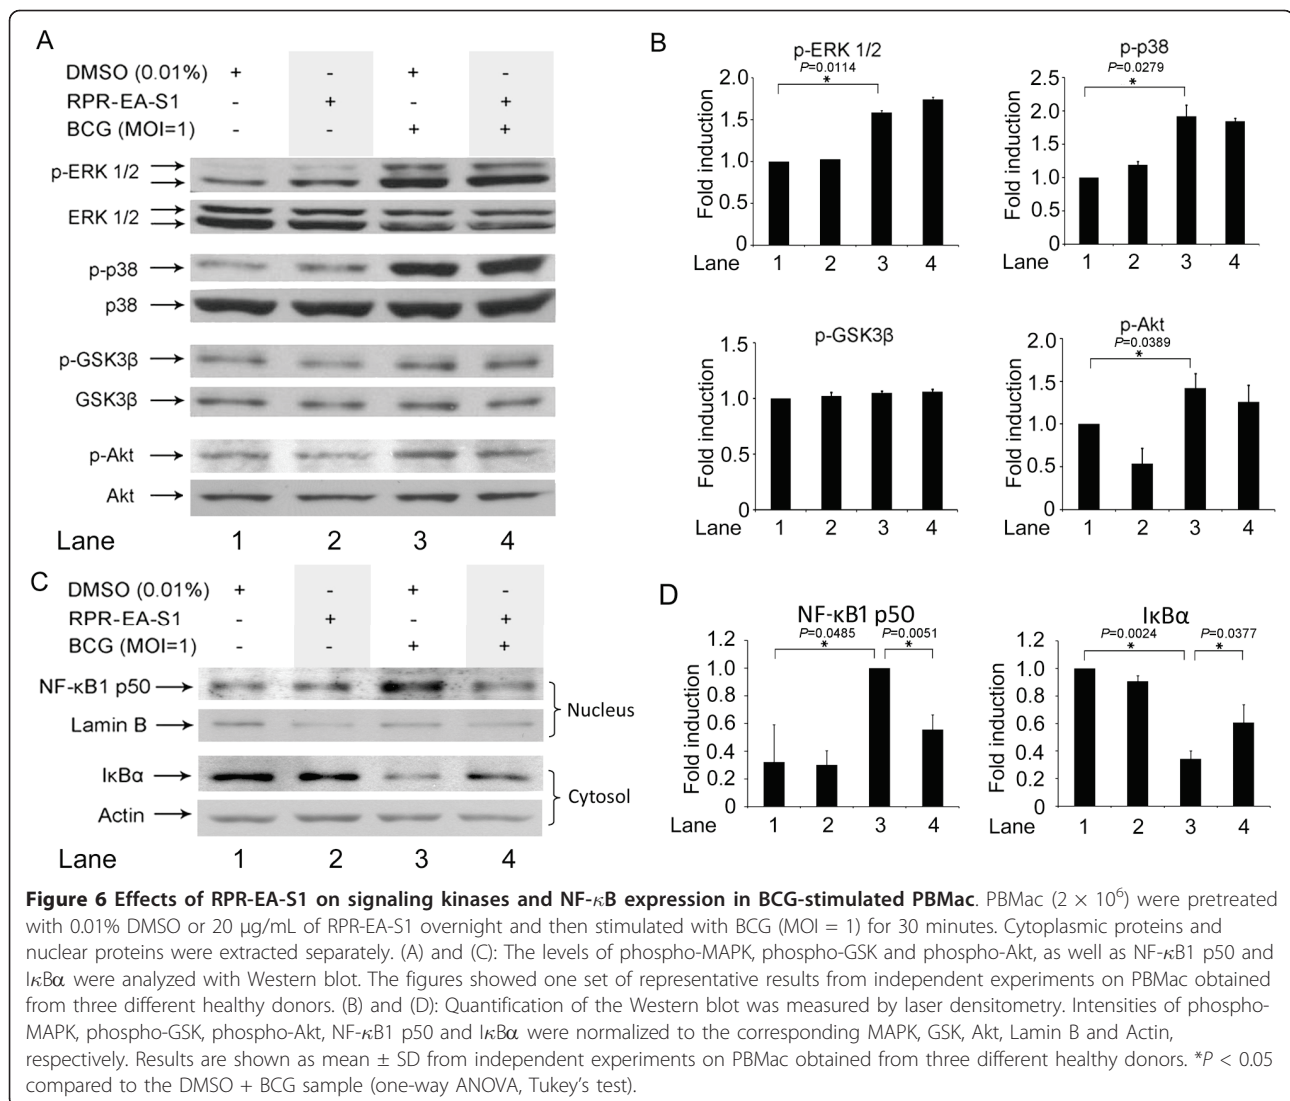 A
DMSO (0.01%) + - + -
RPR-EA-S1 - + - +
BCG (MOI=1) - - + +
p-ERK 1/2
ERK 1/2
p-p38
p38
p-GSK3β
GSK3β
p-Akt
Akt
Lane 1 2 3 4
B
p-ERK 1/2
P=0.0114
*
Fold induction
2.0
1.5
1.0
0.5
0
Lane 1 2 3 4
p-p38
P=0.0279
*
Fold induction
2.5
2.0
1.5
1.0
0.5
0
1 2 3 4
p-GSK3β
Fold induction
1.5
1.0
0.5
0
Lane 1 2 3 4
p-Akt
P=0.0389
*
Fold induction
2.0
1.5
1.0
0.5
0
1 2 3 4
C
DMSO (0.01%) + - + -
RPR-EA-S1 - + - +
BCG (MOI=1) - - + +
NF-κB1 p50
Lamin B
Nucleus
IκBα
Actin
Cytosol
Lane 1 2 3 4
D
NF-κB1 p50
P=0.0485 P=0.0051
* *
Fold induction
1.2
1.0
0.8
0.6
0.4
0.2
0
Lane 1 2 3 4
IκBα
P=0.0024 P=0.0377
* *
Fold induction
1.2
1.0
0.8
0.6
0.4
0.2
0
Lane 1 2 3 4
Figure 6 Effects of RPR-EA-S1 on signaling kinases and NF-κB expression in BCG-stimulated PBMac. PBMac (2 × 10⁶) were pretreated
with 0.01% DMSO or 20 μg/mL of RPR-EA-S1 overnight and then stimulated with BCG (MOI = 1) for 30 minutes. Cytoplasmic proteins and
nuclear proteins were extracted separately. (A) and (C): The levels of phospho-MAPK, phospho-GSK and phospho-Akt, as well as NF-κB1 p50 and
IκBα were analyzed with Western blot. The figures showed one set of representative results from independent experiments on PBMac obtained
from three different healthy donors. (B) and (D): Quantification of the Western blot was measured by laser densitometry. Intensities of phospho-
MAPK, phospho-GSK, phospho-Akt, NF-κB1 p50 and IκBα were normalized to the corresponding MAPK, GSK, Akt, Lamin B and Actin,
respectively. Results are shown as mean ± SD from independent experiments on PBMac obtained from three different healthy donors. *P < 0.05
compared to the DMSO + BCG sample (one-way ANOVA, Tukey's test).